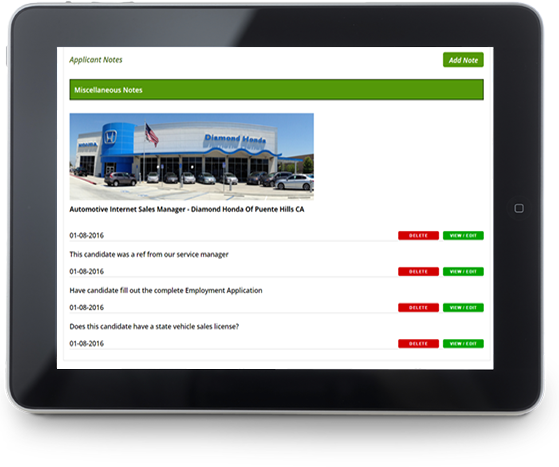 Applicant Notes
Add Note
Miscellaneous Notes
HONDA
Diamond Honda
Automotive Internet Sales Manager - Diamond Honda Of Puente Hills CA
01-08-2016 DELETE VIEW / EDIT
This candidate was a ref from our service manager
01-08-2016 DELETE VIEW / EDIT
Have candidate fill out the complete Employment Application
01-08-2016 DELETE VIEW / EDIT
Does this candidate have a state vehicle sales license?
01-08-2016 DELETE VIEW / EDIT